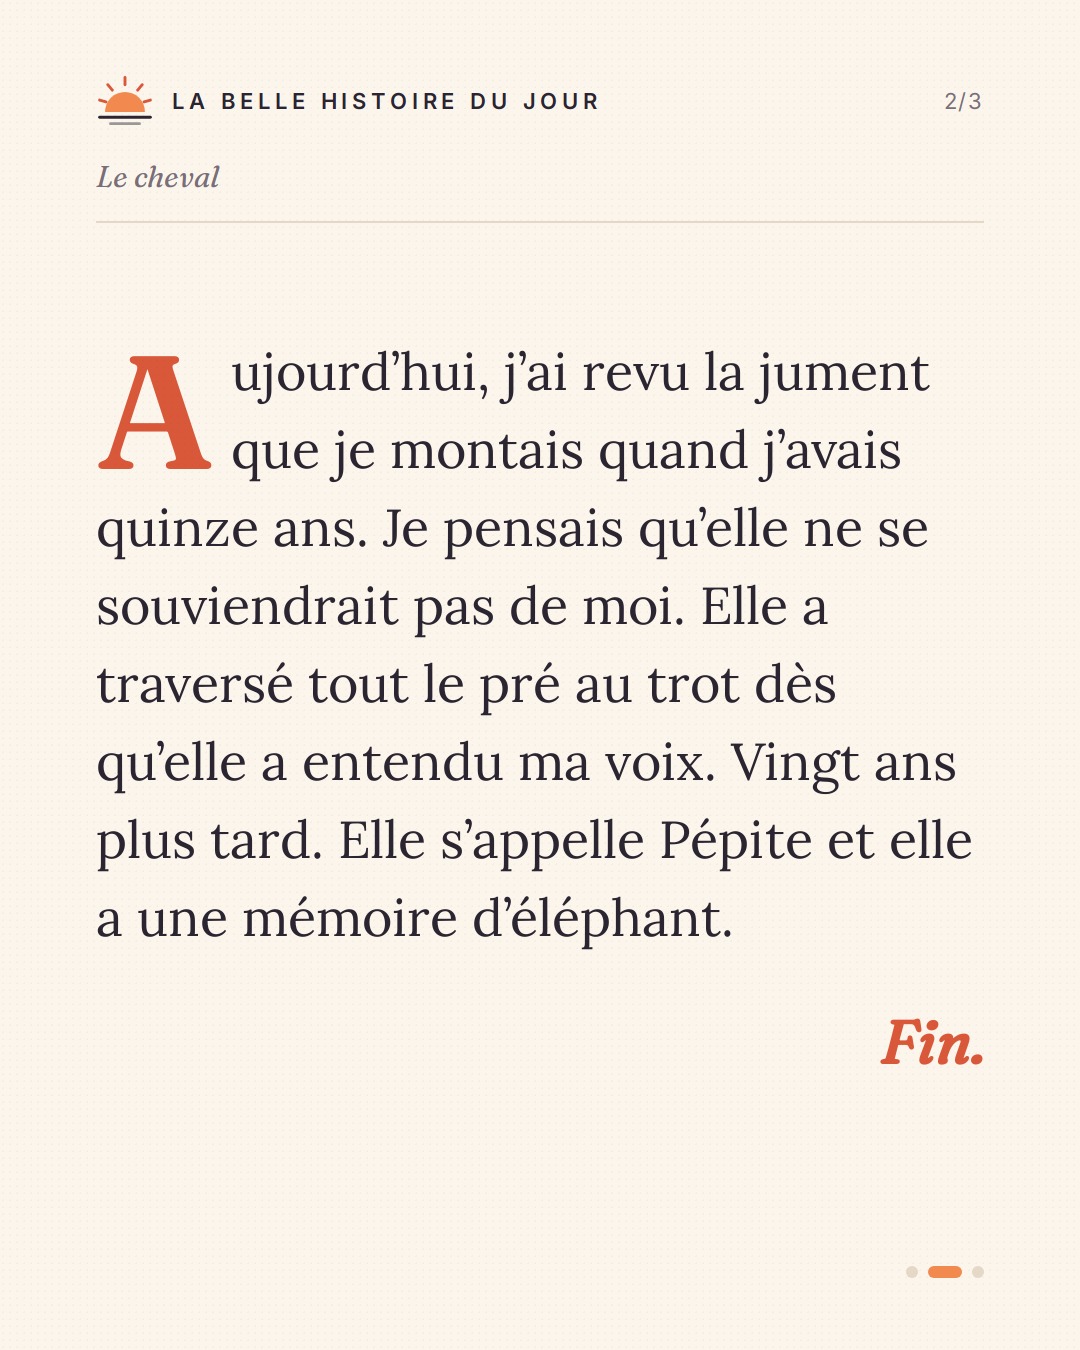 LA BELLE HISTOIRE DU JOUR
2/3
Le cheval
Aujourd’hui, j’ai revu la jument
que je montais quand j’avais
quinze ans. Je pensais qu’elle ne se
souviendrait pas de moi. Elle a
traversé tout le pré au trot dès
qu’elle a entendu ma voix. Vingt ans
plus tard. Elle s’appelle Pépite et elle
a une mémoire d’éléphant.
Fin.